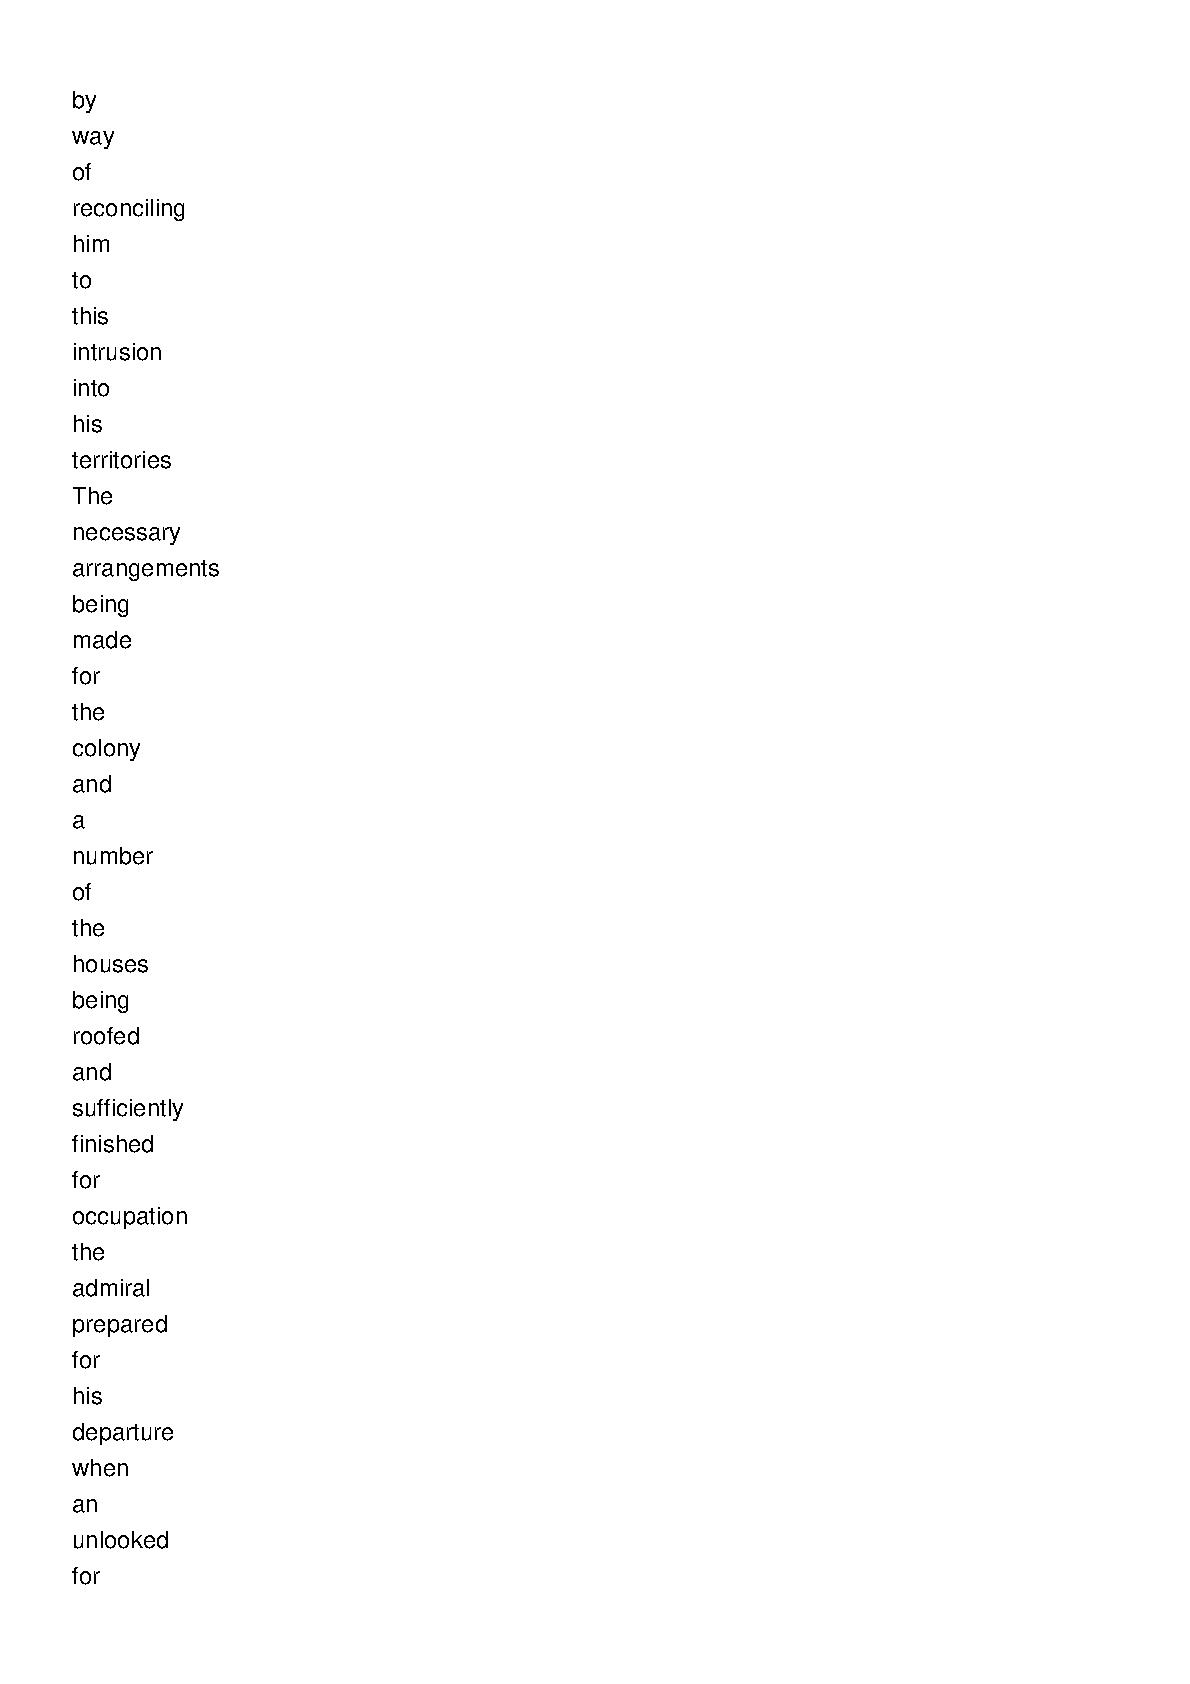 by
way
of
reconciling
him
to
this
intrusion
into
his
territories
The
necessary
arrangements
being
made
for
the
colony
and
a
number
of
the
houses
being
roofed
and
sufficiently
finished
for
occupation
the
admiral
prepared
for
his
departure
when
an
unlooked
for